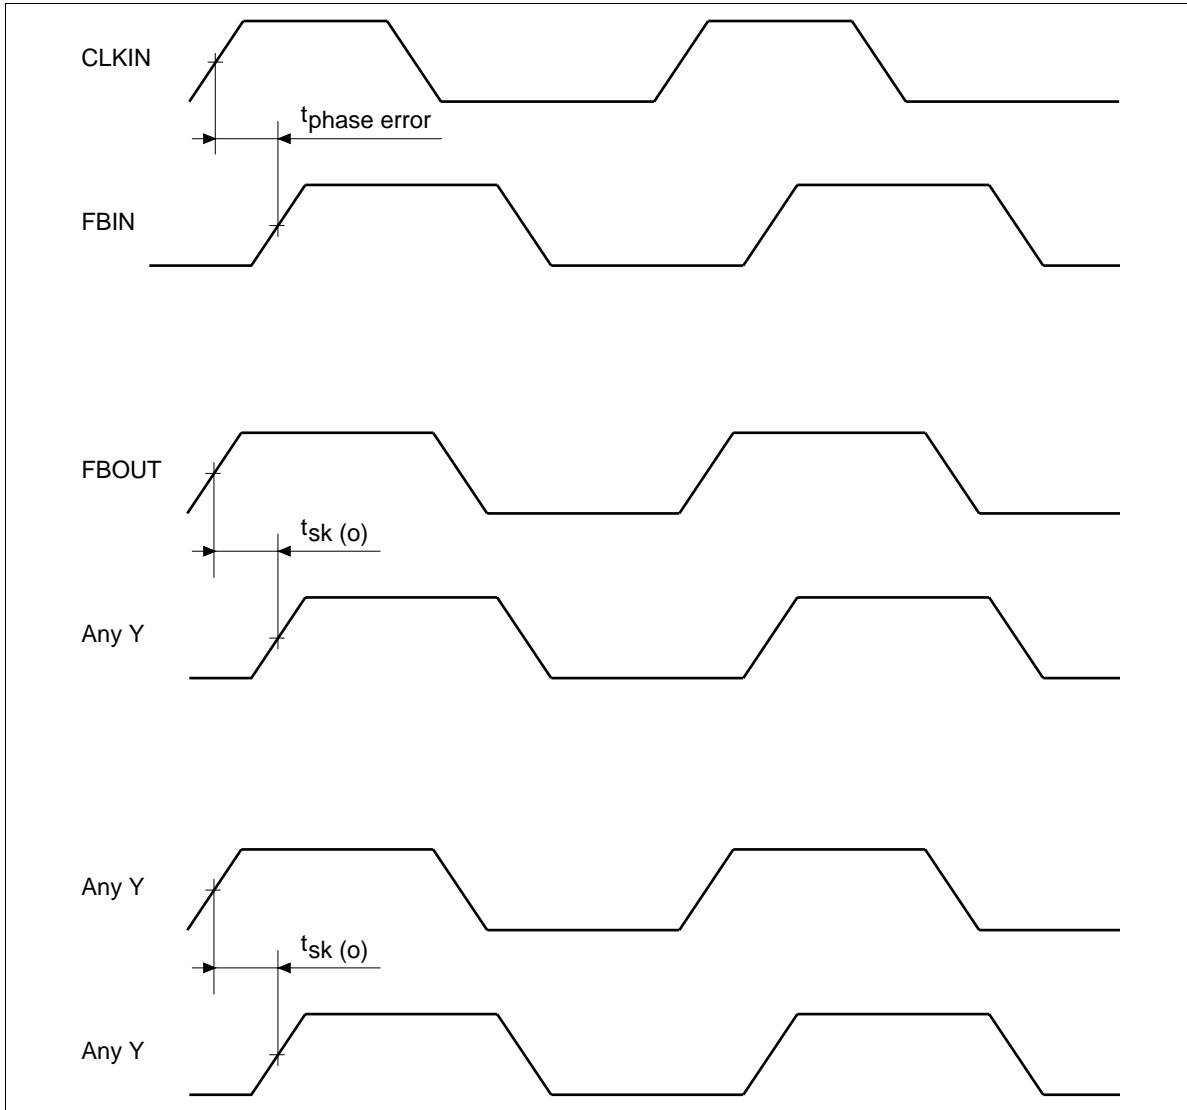 CLKIN
tphase error
FBIN
FBOUT
tsk (o)
Any Y
Any Y
tsk (o)
Any Y